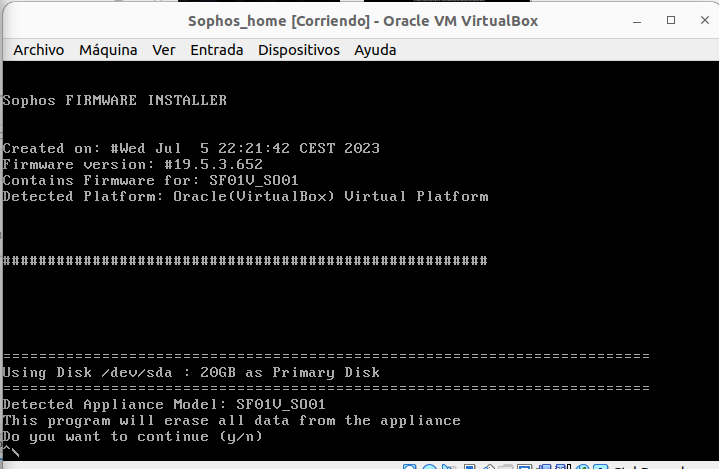 Sophos_home [Corriendo] - Oracle VM VirtualBox
Archivo Máquina Ver Entrada Dispositivos Ayuda
Sophos FIRMWARE INSTALLER
Created on: #Wed Jul  5 22:21:42 CEST 2023
Firmware version: #19.5.3.652
Contains Firmware for: SF01V_SO01
Detected Platform: Oracle(VirtualBox) Virtual Platform
######################################################
========================================================================
Using Disk /dev/sda : 20GB as Primary Disk
========================================================================
Detected Appliance Model: SF01V_SO01
This program will erase all data from the appliance
Do you want to continue (y/n)
^\